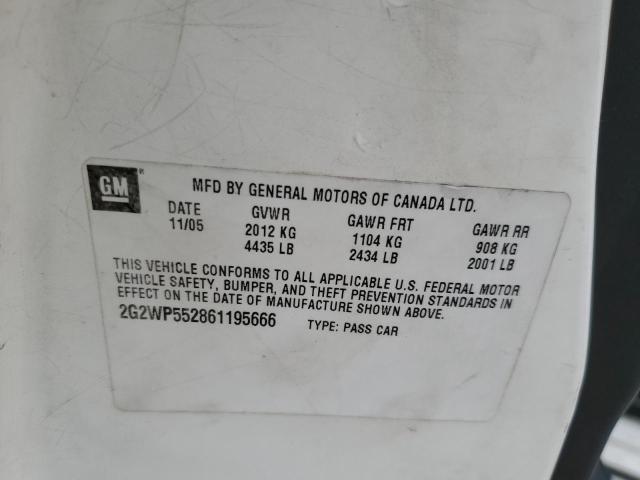 GM ®
MFD BY GENERAL MOTORS OF CANADA LTD.
DATE GVWR GAWR FRT GAWR RR
11/05 2012 KG 1104 KG 908 KG
4435 LB 2434 LB 2001 LB
THIS VEHICLE CONFORMS TO ALL APPLICABLE U.S. FEDERAL MOTOR
VEHICLE SAFETY, BUMPER, AND THEFT PREVENTION STANDARDS IN
EFFECT ON THE DATE OF MANUFACTURE SHOWN ABOVE.
2G2WP552861195666 TYPE: PASS CAR